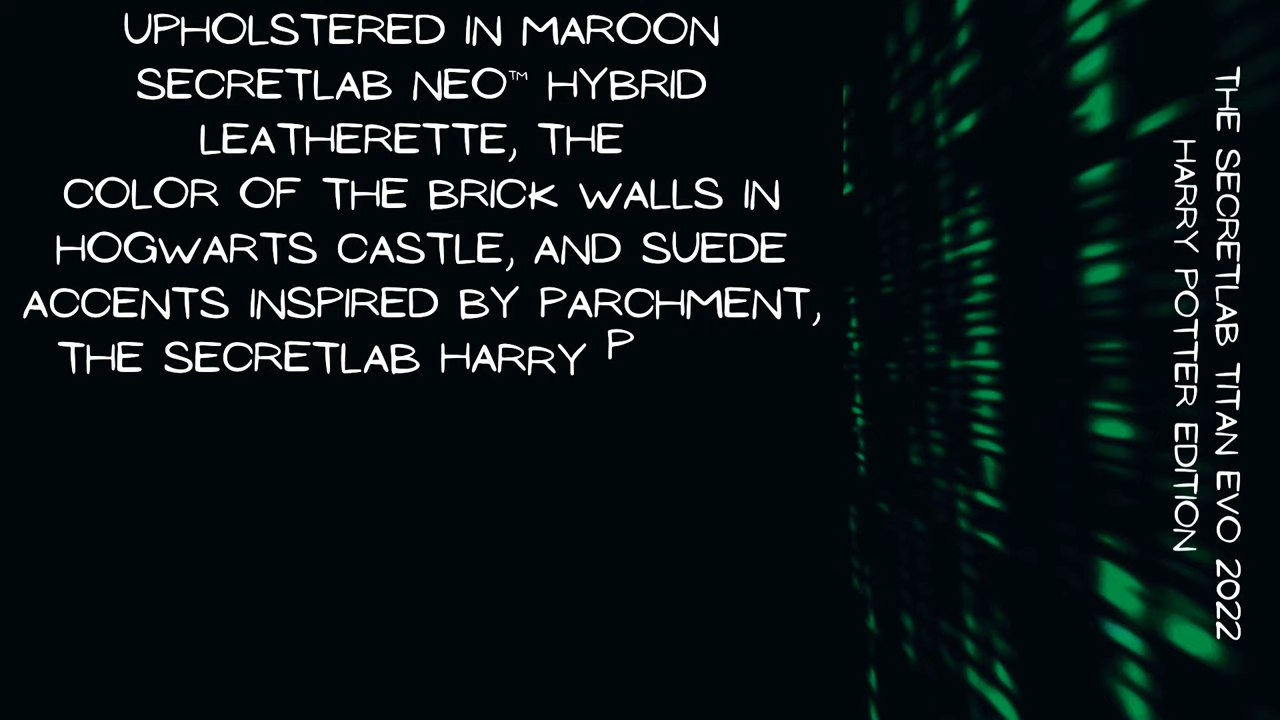 UPHOLSTERED IN MAROON
SECRETLAB NEO™ HYBRID
LEATHERETTE, THE
COLOR OF THE BRICK WALLS IN
HOGWARTS CASTLE, AND SUEDE
ACCENTS INSPIRED BY PARCHMENT,
THE SECRETLAB HARRY P
THE SECRETLAB TITAN EVO 2022
HARRY POTTER EDITION